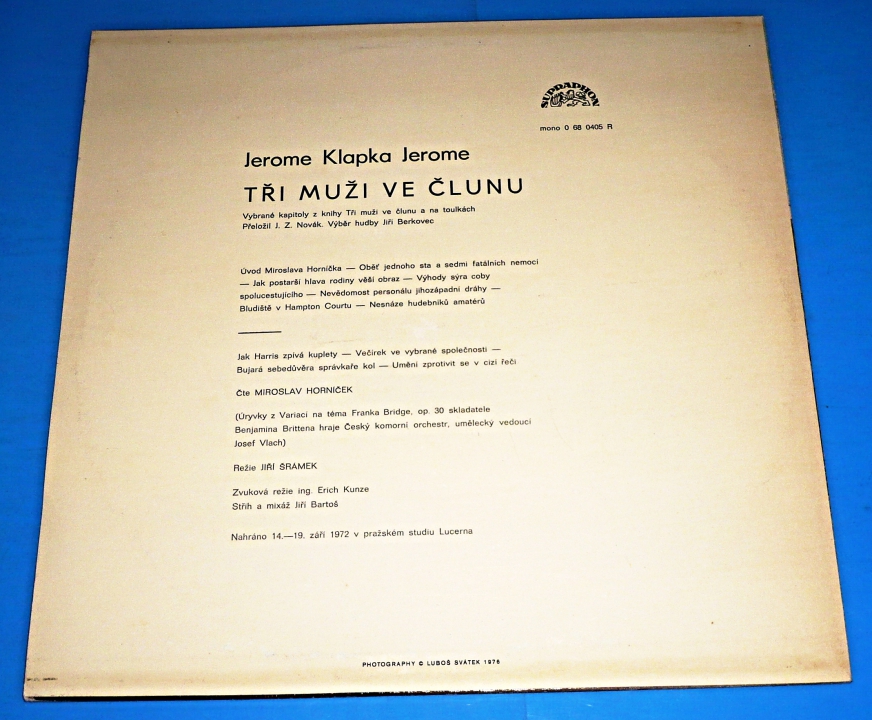 SUPRAPHON
mono 0 68 0405 R
Jerome Klapka Jerome
TŘI MUŽI VE ČLUNU
Vybrané kapitoly z knihy Tři muži ve člunu a na toulkách
Přeložil J. Z. Novák. Výběr hudby Jiří Berkovec
Úvod Miroslava Horníčka — Oběť jednoho sta a sedmi fatálních nemocí
— Jak postarší hlava rodiny věší obraz — Výhody sýra coby
spolucestujícího — Nevědomost personálu jihozápadní dráhy —
Bludiště v Hampton Courtu — Nesnáze hudebníků amatérů
Jak Harris zpívá kuplety — Večírek ve vybrané společnosti —
Bujará sebedůvěra správkaře kol — Umění zprotivit se v cizí řeči
Čte MIROSLAV HORNÍČEK
(Úryvky z Variací na téma Franka Bridge, op. 30 skladatele
Benjamina Brittena hraje Český komorní orchestr, umělecký vedoucí
Josef Vlach)
Režie JIŘÍ ŠRÁMEK
Zvuková režie ing. Erich Kunze
Střih a mixáž Jiří Bartoš
Nahráno 14.—19. září 1972 v pražském studiu Lucerna
PHOTOGRAPHY © LUBOŠ SVÁTEK 1976